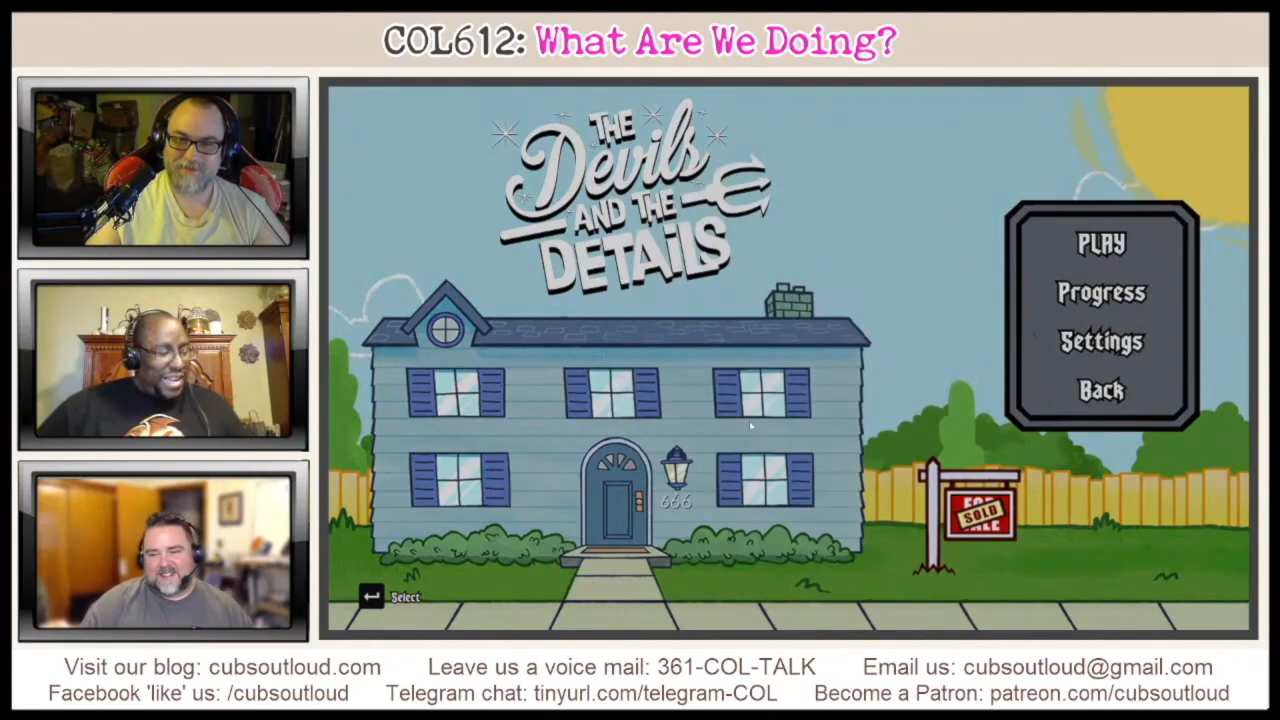 COL612: What Are We Doing?
THE
Devils
AND THE
DETAiLS
PLAY
Progress
Settings
Back
666
FOR
SOLD
Select
Visit our blog: cubsoutloud.com Leave us a voice mail: 361-COL-TALK Email us: cubsoutloud@gmail.com
Facebook 'like' us: /cubsoutloud Telegram chat: tinyurl.com/telegram-COL Become a Patron: patreon.com/cubsoutloud